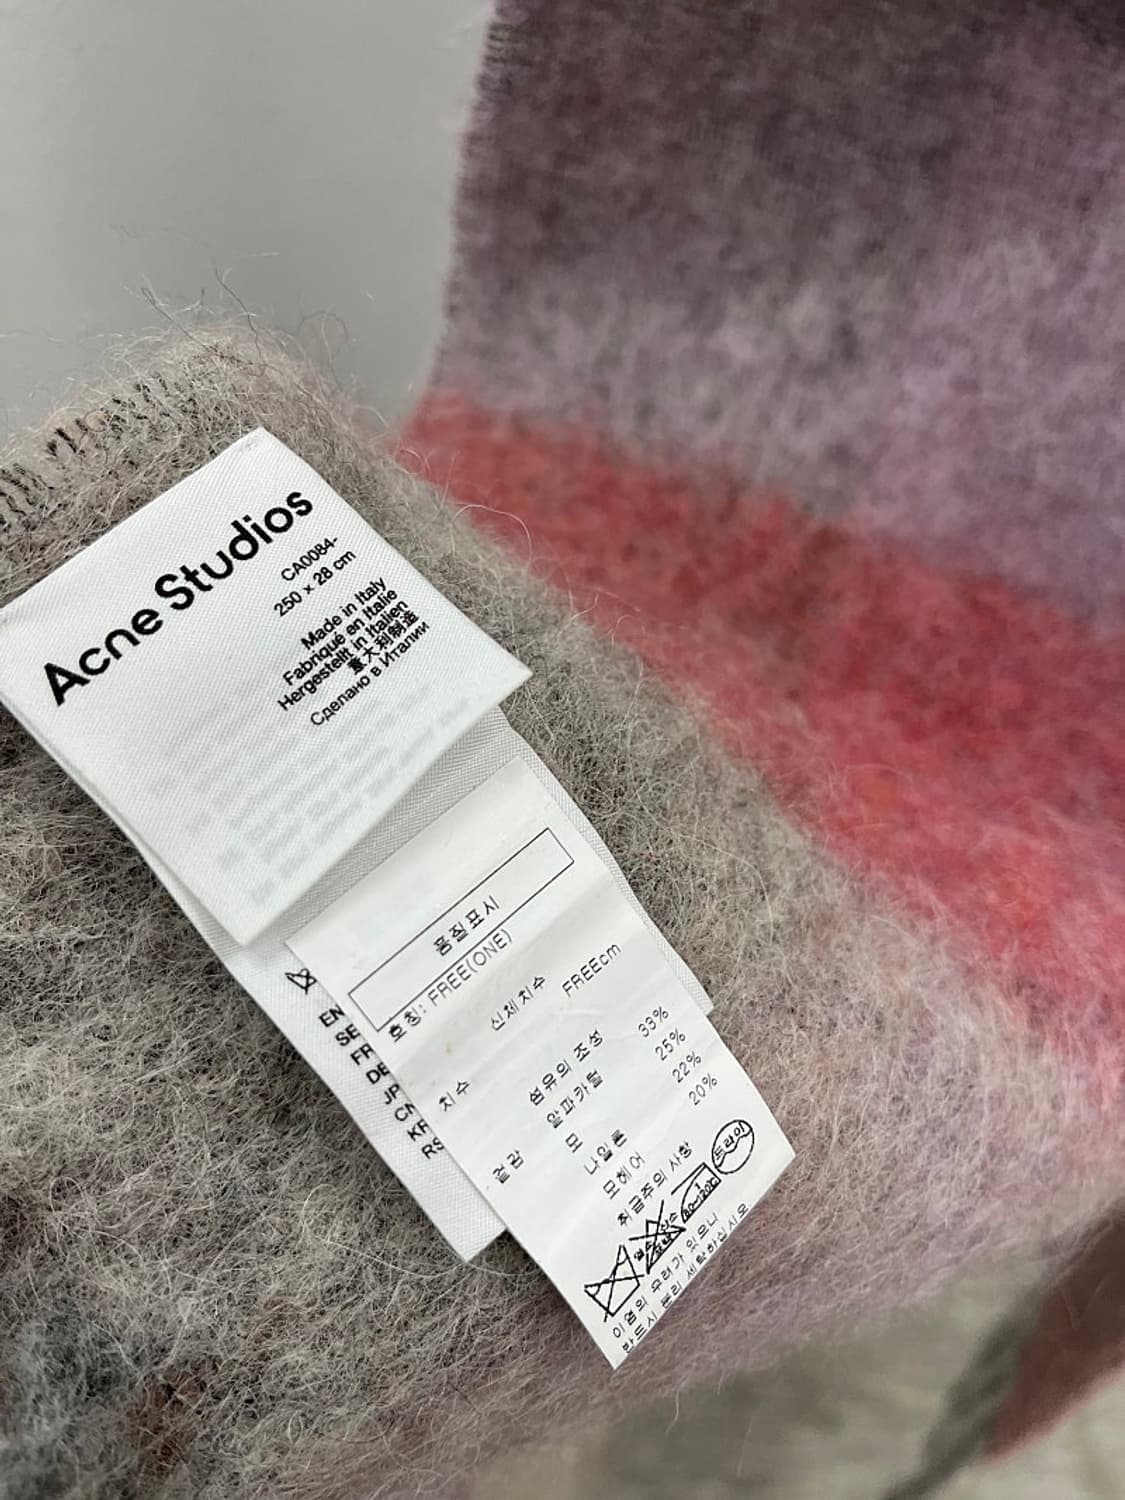 Acne Studios
CA0084-
250 x 28 cm
Made in Italy
Fabriqué en Italie
Hergestellt in Italien
意大利制造
Сделано в Италии
EN
SE
FR
DE
JP
CN
KR
RS
품질표시
호칭: FREE(ONE)
치수 신체치수 FREEcm
겉감 섬유의 조성
알파카털 33%
모 25%
나일론 22%
모헤어 20%
취급주의 사항
드라이
이염의 우려가 있으니
반드시 분리 세탁하십시오